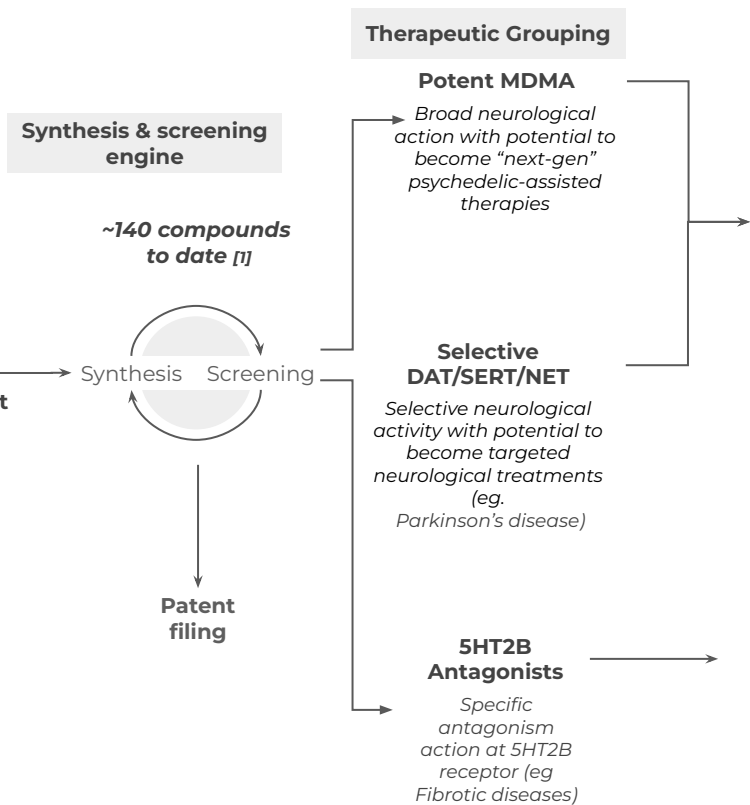 Therapeutic Grouping
Potent MDMA
Broad neurological
action with potential to
become “next-gen”
psychedelic-assisted
therapies
Synthesis & screening
engine
~140 compounds
to date [1]
Synthesis
Screening
t
Patent
filing
Selective
DAT/SERT/NET
Selective neurological
activity with potential to
become targeted
neurological treatments
(eg.
Parkinson’s disease)
5HT2B
Antagonists
Specific
antagonism
action at 5HT2B
receptor (eg
Fibrotic diseases)